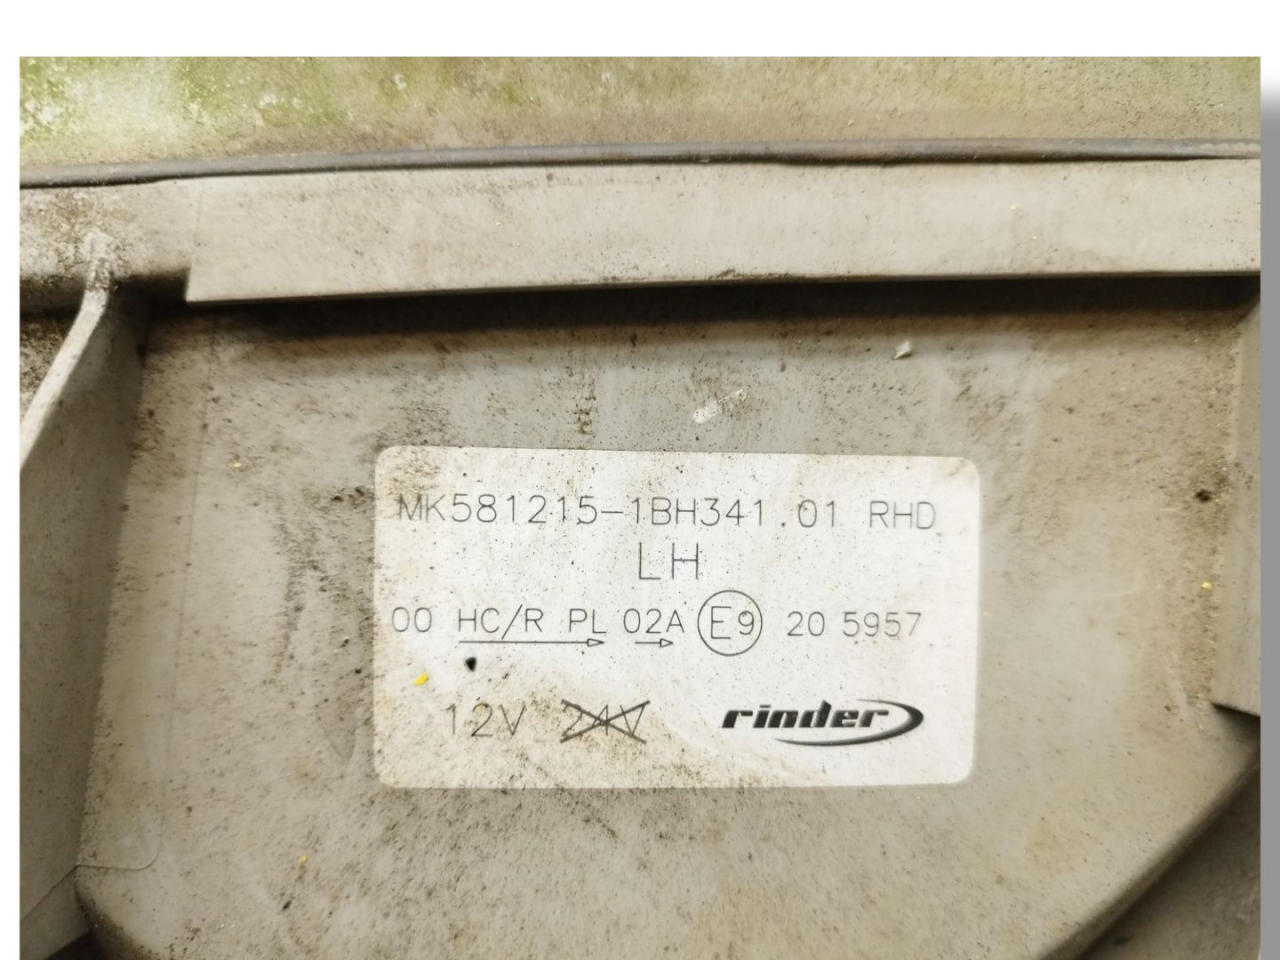 MK581215-1BH341.01 RHD
LH
00 HC/R PL 02A E9 20 5957
12V 24V rinder